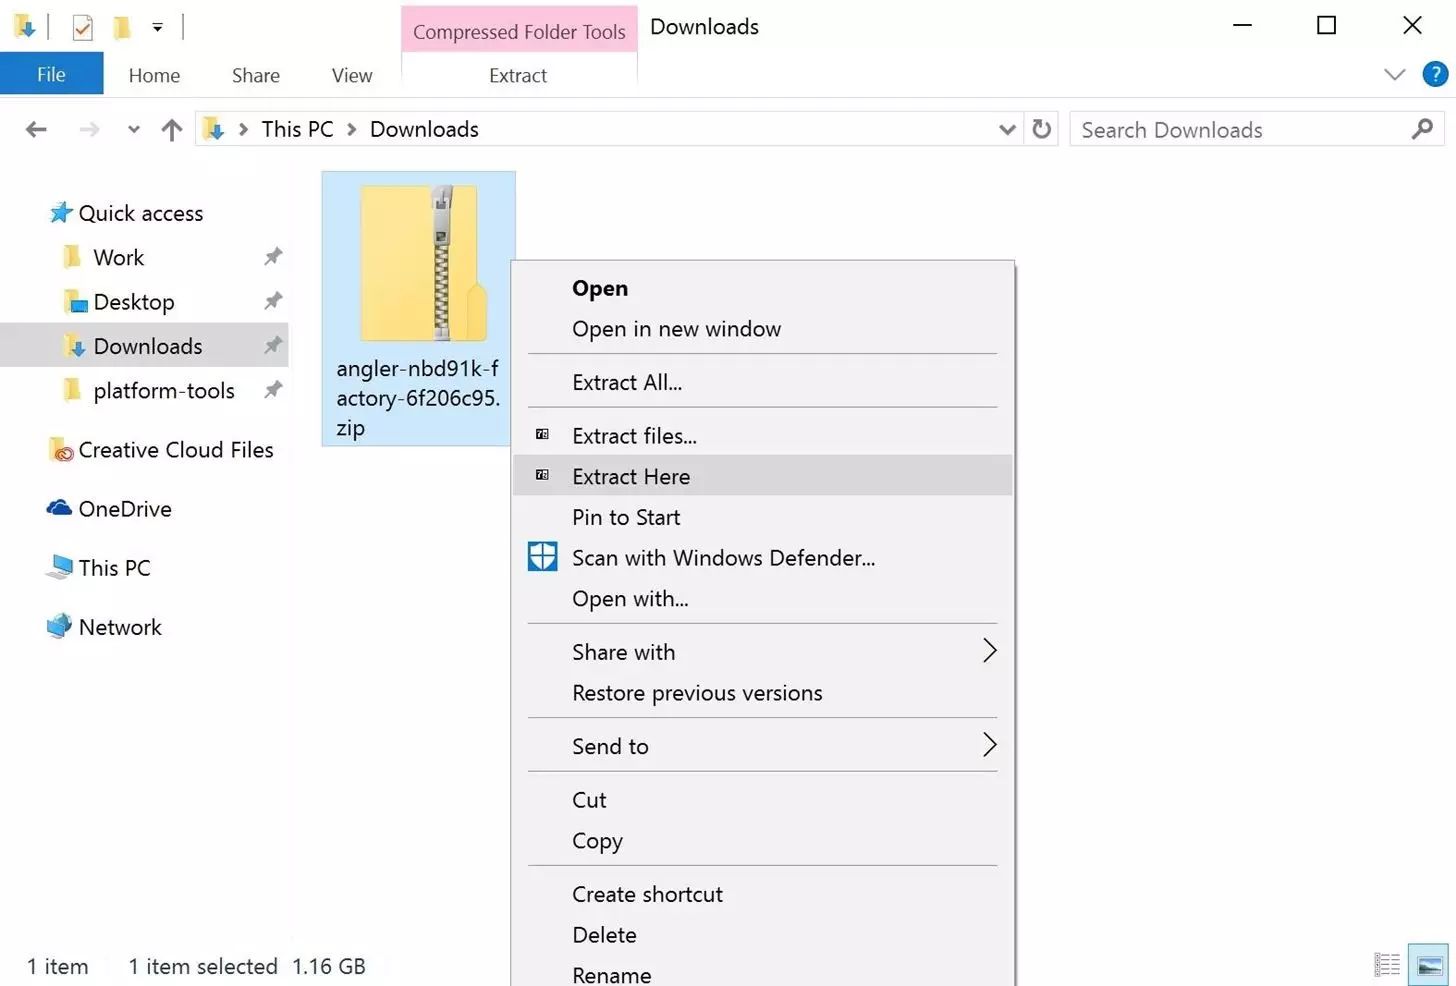 Compressed Folder Tools
Downloads
File
Home
Share
View
Extract
?
This PC
Downloads
Search Downloads
Quick access
Work
Desktop
Downloads
platform-tools
Creative Cloud Files
OneDrive
This PC
Network
angler-nbd91k-f
actory-6f206c95.
zip
Open
Open in new window
Extract All...
Extract files...
Extract Here
Pin to Start
Scan with Windows Defender...
Open with...
Share with
Restore previous versions
Send to
Cut
Copy
Create shortcut
Delete
Rename
1 item
1 item selected 1.16 GB